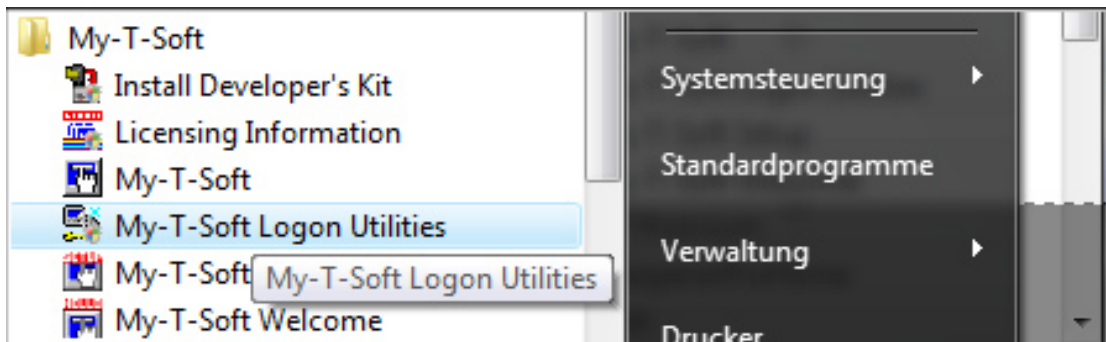 My-T-Soft
Install Developer's Kit
Licensing Information
My-T-Soft
My-T-Soft Logon Utilities
My-T-Soft
My-T-Soft Logon Utilities
My-T-Soft Welcome
Systemsteuerung
Standardprogramme
Verwaltung
Drucker